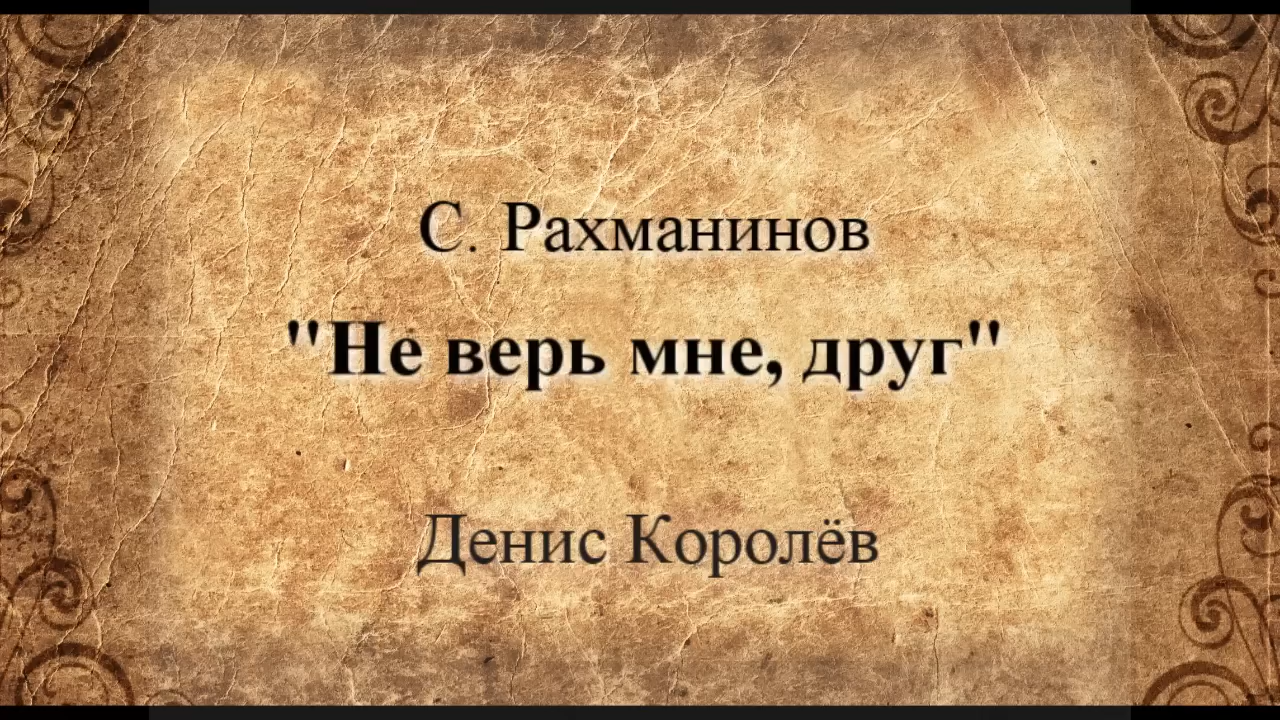 С. Рахманинов
"Не верь мне, друг"
Денис Королёв